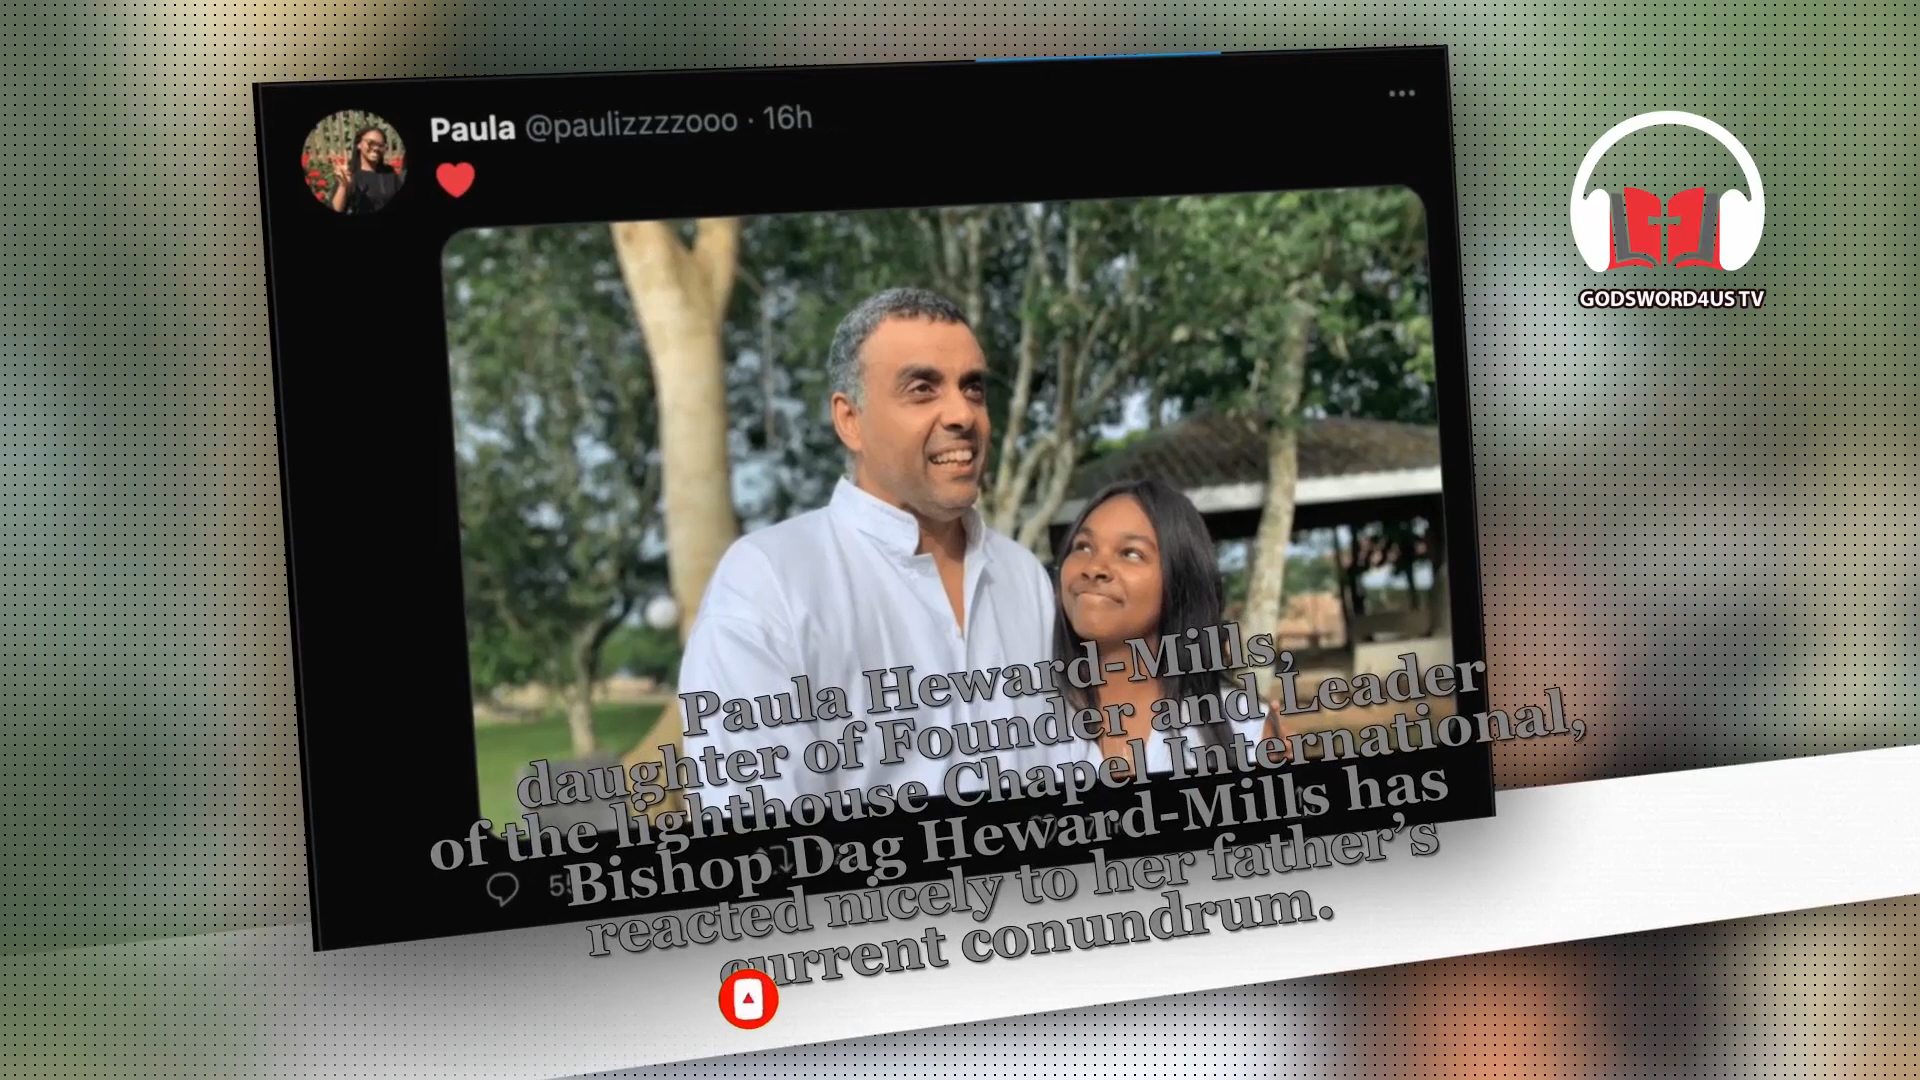 Paula @paulizzzzooo · 16h
GODSWORD4US TV
Paula Heward-Mills,
daughter of Founder and Leader
of the lighthouse Chapel International,
Bishop Dag Heward-Mills has
reacted nicely to her father’s
current conundrum.